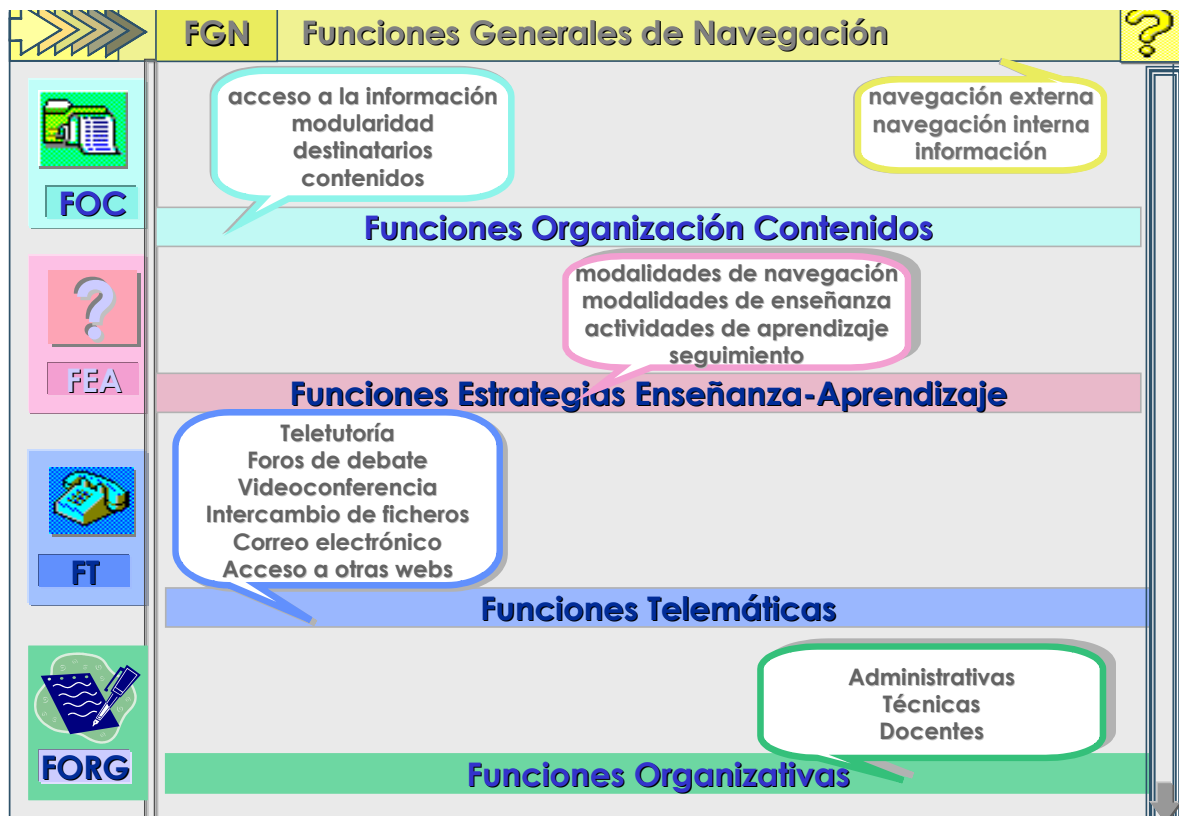 FGN
Funciones Generales de Navegación
acceso a la información
modularidad
destinatarios
contenidos
navegación externa
navegación interna
información
FOC
Funciones Organización Contenidos
modalidades de navegación
modalidades de enseñanza
actividades de aprendizaje
seguimiento
FEA
Funciones Estrategias Enseñanza-Aprendizaje
Teletutoría
Foros de debate
Videoconferencia
Intercambio de ficheros
Correo electrónico
Acceso a otras webs
FT
Funciones Telemáticas
Administrativas
Técnicas
Docentes
FORG
Funciones Organizativas